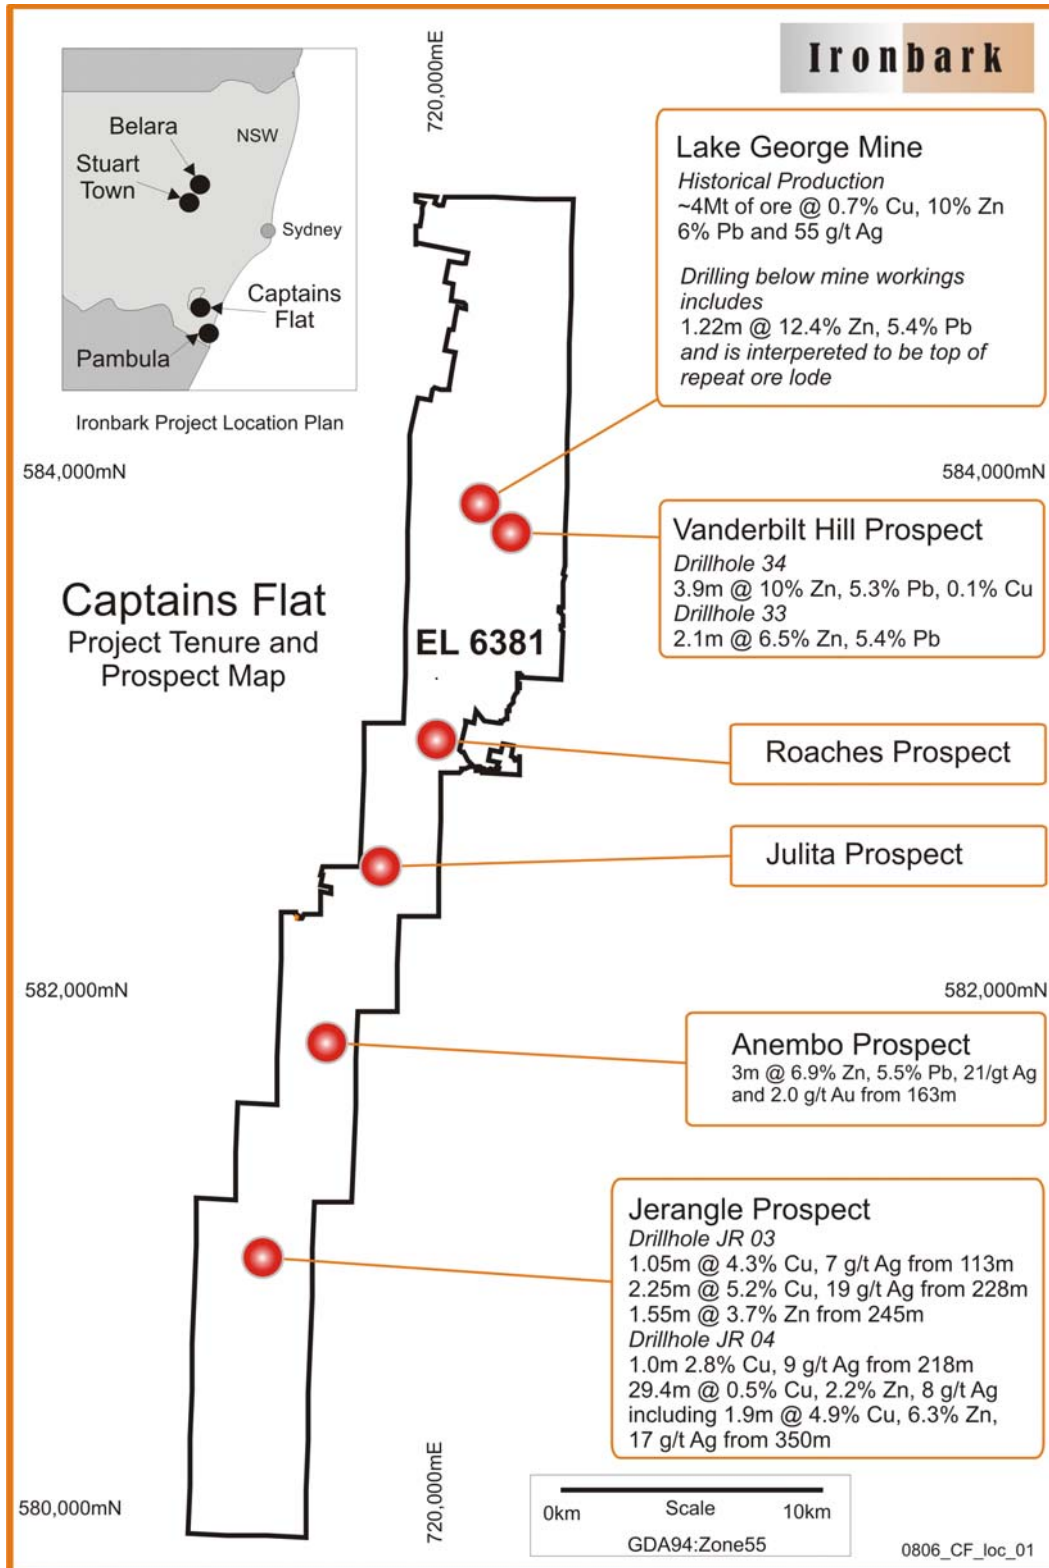 Ironbark
720,000mE
Belara
NSW
Stuart
Town
Sydney
Captains
Flat
Pambula
Ironbark Project Location Plan
Lake George Mine
Historical Production
~4Mt of ore @ 0.7% Cu, 10% Zn
6% Pb and 55 g/t Ag
Drilling below mine workings
includes
1.22m @ 12.4% Zn, 5.4% Pb
and is interpereted to be top of
repeat ore lode
584,000mN
584,000mN
Vanderbilt Hill Prospect
Drillhole 34
3.9m @ 10% Zn, 5.3% Pb, 0.1% Cu
Drillhole 33
2.1m @ 6.5% Zn, 5.4% Pb
Captains Flat
Project Tenure and
Prospect Map
EL 6381
Roaches Prospect
Julita Prospect
582,000mN
582,000mN
Anembo Prospect
3m @ 6.9% Zn, 5.5% Pb, 21/gt Ag
and 2.0 g/t Au from 163m
Jerangle Prospect
Drillhole JR 03
1.05m @ 4.3% Cu, 7 g/t Ag from 113m
2.25m @ 5.2% Cu, 19 g/t Ag from 228m
1.55m @ 3.7% Zn from 245m
Drillhole JR 04
1.0m 2.8% Cu, 9 g/t Ag from 218m
29.4m @ 0.5% Cu, 2.2% Zn, 8 g/t Ag
including 1.9m @ 4.9% Cu, 6.3% Zn,
17 g/t Ag from 350m
580,000mN
720,000mE
0km Scale 10km
GDA94:Zone55
0806_CF_loc_01